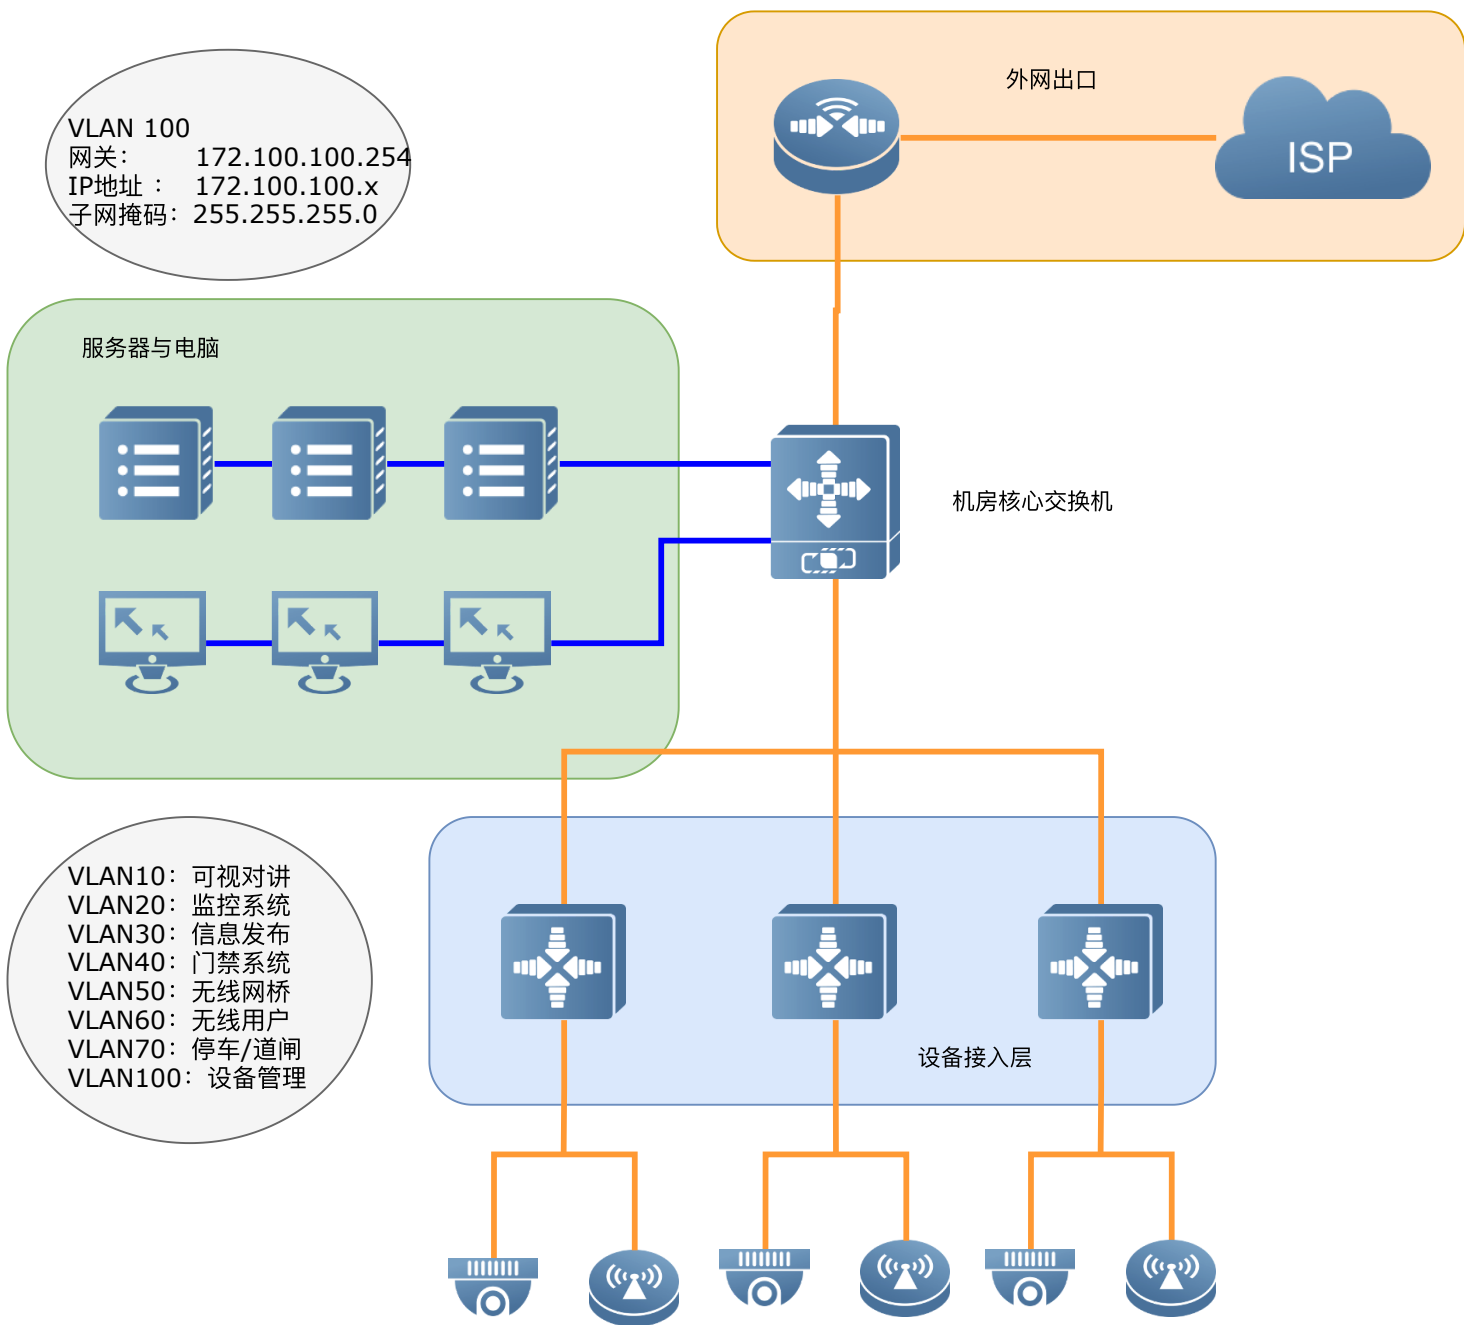 外网出口
ISP
VLAN 100
网关： 172.100.100.254
IP地址 ： 172.100.100.x
子网掩码：255.255.255.0
服务器与电脑
机房核心交换机
VLAN10：可视对讲
VLAN20：监控系统
VLAN30：信息发布
VLAN40：门禁系统
VLAN50：无线网桥
VLAN60：无线用户
VLAN70：停车/道闸
VLAN100：设备管理
设备接入层